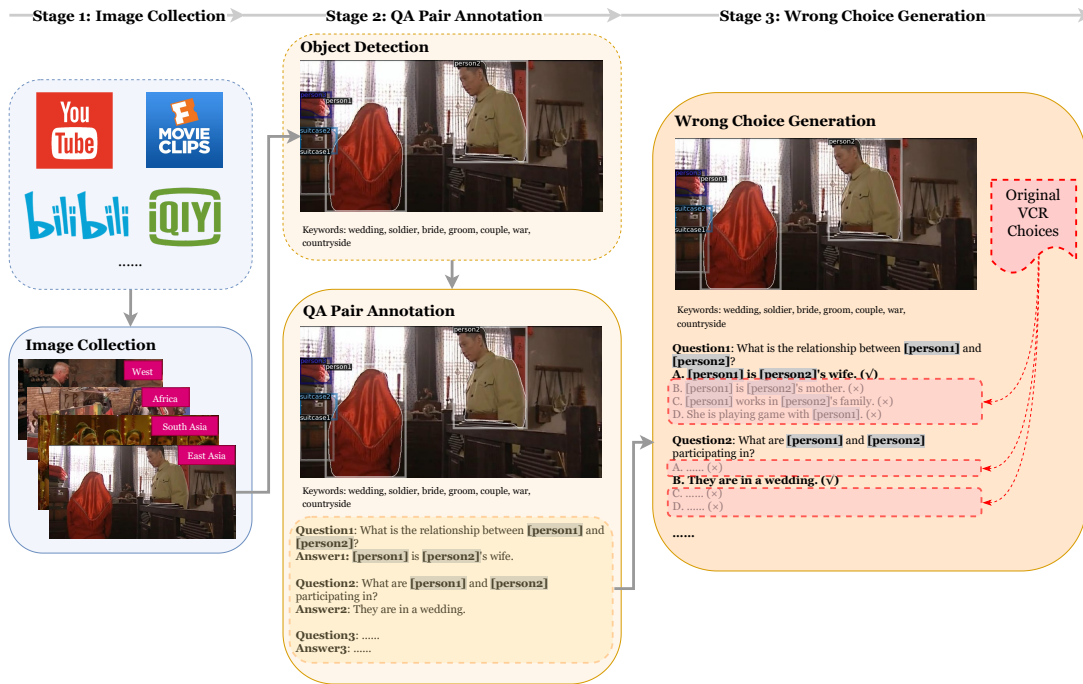 Stage 1: Image Collection
Stage 2: QA Pair Annotation
Stage 3: Wrong Choice Generation
You
Tube
MOVIE
CLIPS
bilibili
iQIYI
......
Image Collection
West
Africa
South Asia
East Asia
Object Detection
person2
person1
suitcase2
suitcase1
Keywords: wedding, soldier, bride, groom, couple, war,
countryside
QA Pair Annotation
person2
Keywords: wedding, soldier, bride, groom, couple, war,
countryside
Question1: What is the relationship between [person1] and
[person2]?
Answer1: [person1] is [person2]'s wife.
Question2: What are [person1] and [person2]
participating in?
Answer2: They are in a wedding.
Question3: ......
Answer3: ......
Wrong Choice Generation
person2
person1
suitcase2
suitcase1
Keywords: wedding, soldier, bride, groom, couple, war,
countryside
Question1: What is the relationship between [person1] and
[person2]?
A. [person1] is [person2]'s wife. (√)
B. [person1] is [person2]'s mother. (×)
C. [person1] works in [person2]'s family. (×)
D. She is playing game with [person1]. (×)
Question2: What are [person1] and [person2]
participating in?
A. ...... (×)
B. They are in a wedding. (√)
C. ...... (×)
D. ...... (×)
......
Original
VCR
Choices